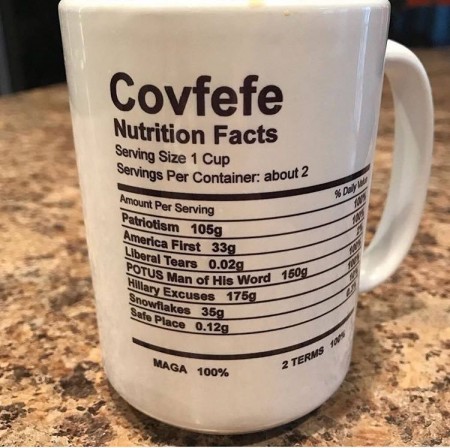 Covfefe
Nutrition Facts
Serving Size 1 Cup
Servings Per Container: about 2
% Daily
Amount Per Serving 100%
Patriotism 105g
America First 33g
Liberal Tears 0.02g
POTUS Man of His Word 150g
Hillary Excuses 175g
Snowflakes 35g
Safe Place 0.12g
MAGA 100% 2 TERMS 100%